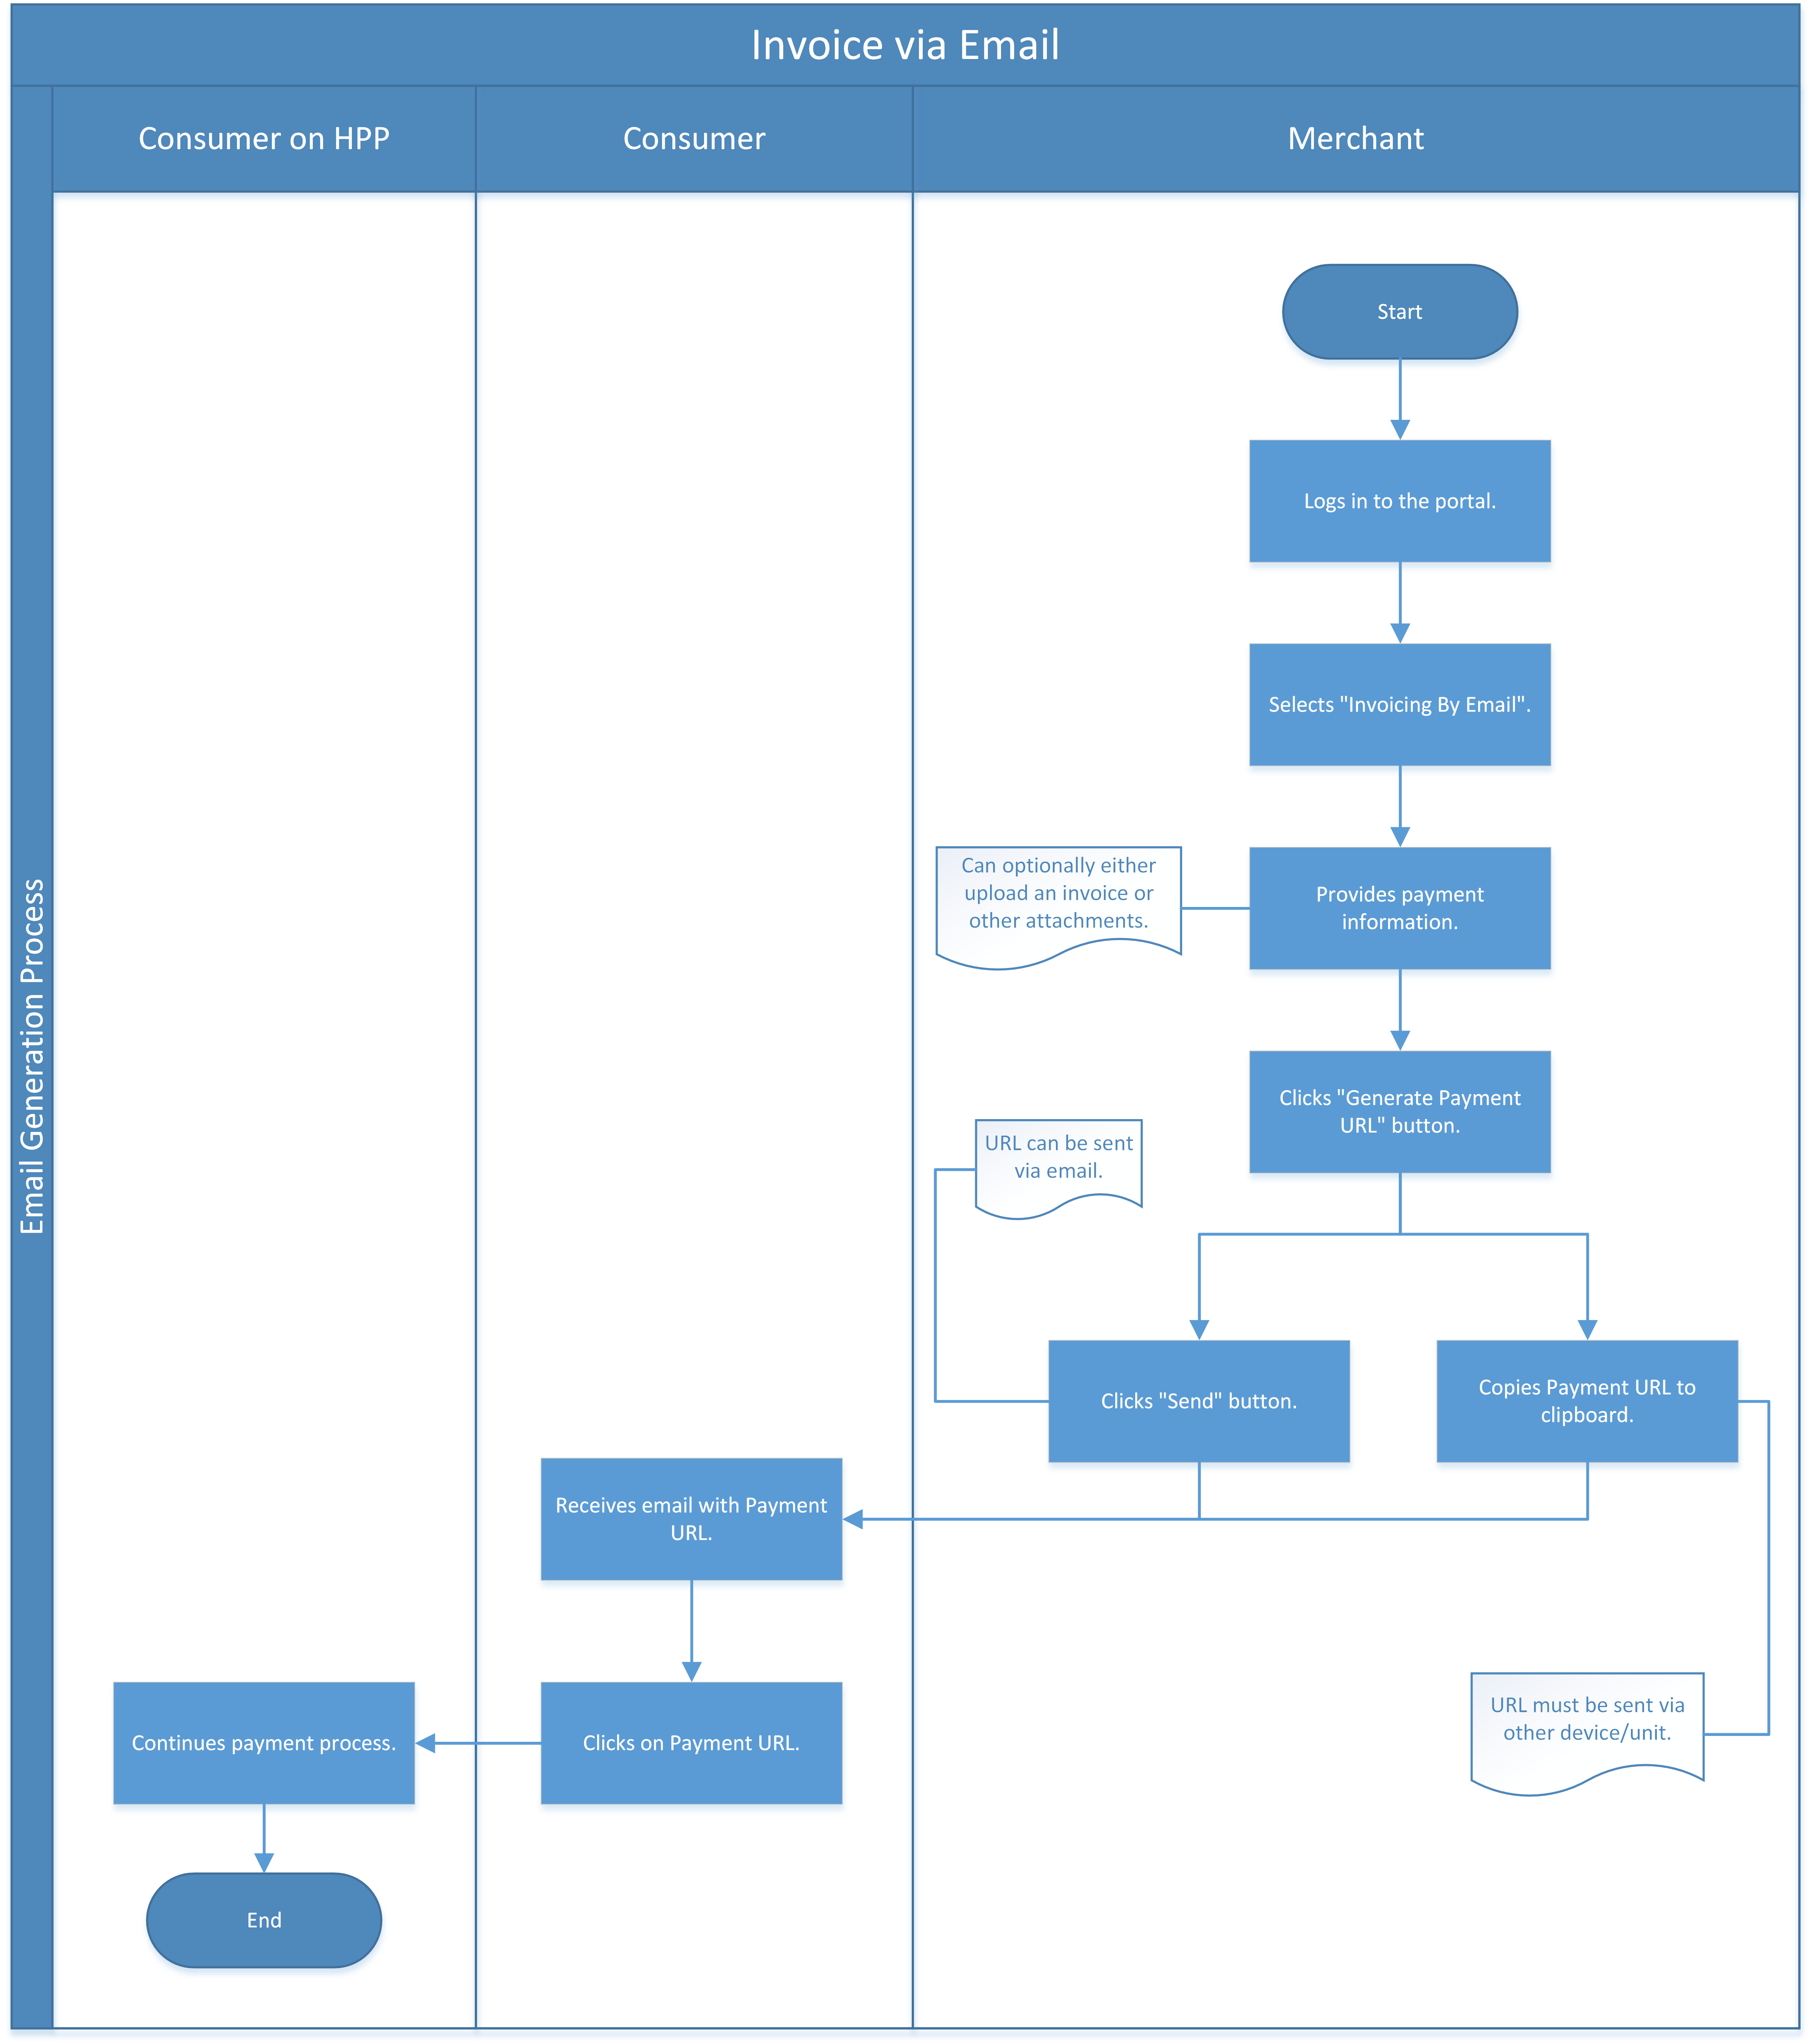 Invoice via Email
Email Generation Process
Consumer on HPP
Consumer
Merchant
Start
Logs in to the portal.
Selects "Invoicing By Email".
Can optionally either
upload an invoice or
other attachments.
Provides payment
information.
Clicks "Generate Payment
URL" button.
URL can be sent
via email.
Clicks "Send" button.
Copies Payment URL to
clipboard.
Receives email with Payment
URL.
URL must be sent via
other device/unit.
Clicks on Payment URL.
Continues payment process.
End